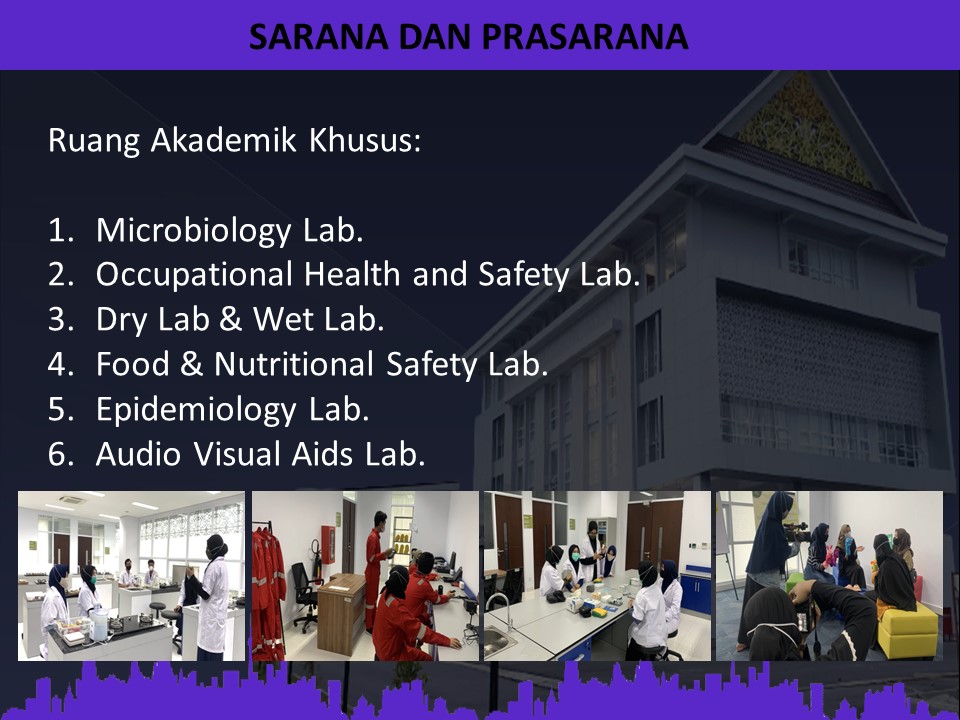 SARANA DAN PRASARANA
Ruang Akademik Khusus:
1. Microbiology Lab.
2. Occupational Health and Safety Lab.
3. Dry Lab & Wet Lab.
4. Food & Nutritional Safety Lab.
5. Epidemiology Lab.
6. Audio Visual Aids Lab.